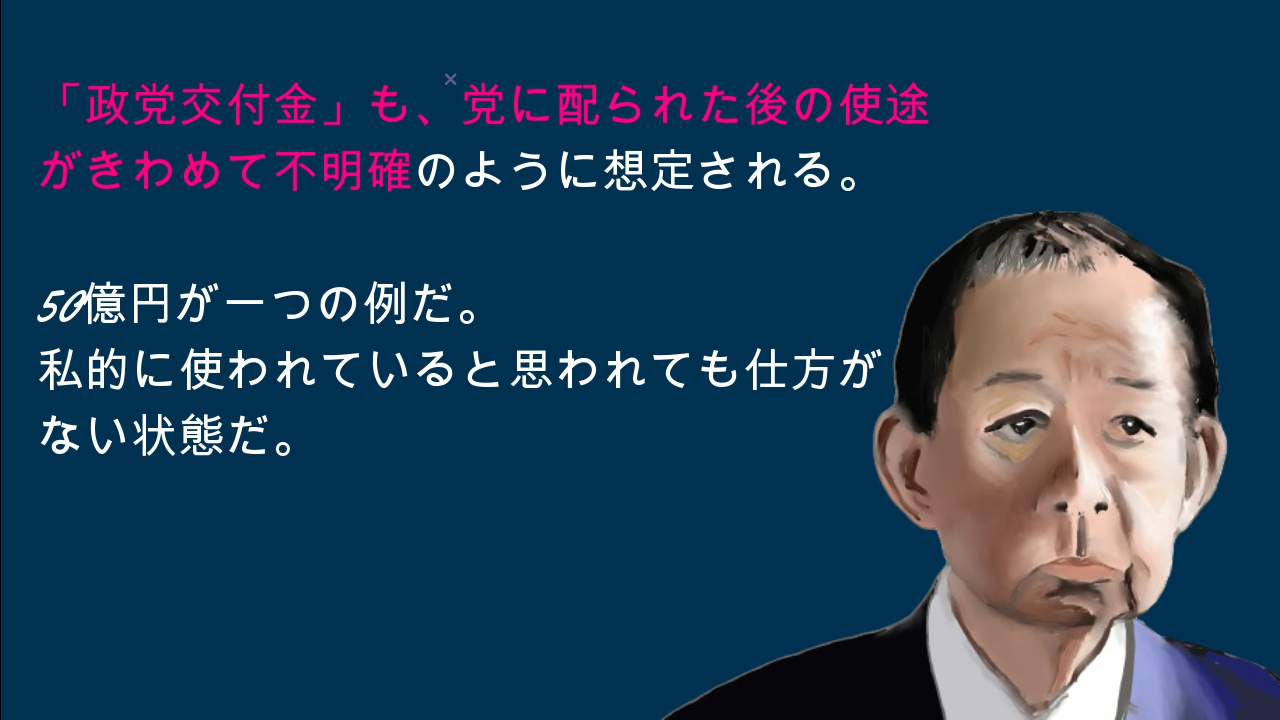 「政党交付金」も、党に配られた後の使途
がきわめて不明確のように想定される。
50億円が一つの例だ。
私的に使われていると思われても仕方が
ない状態だ。